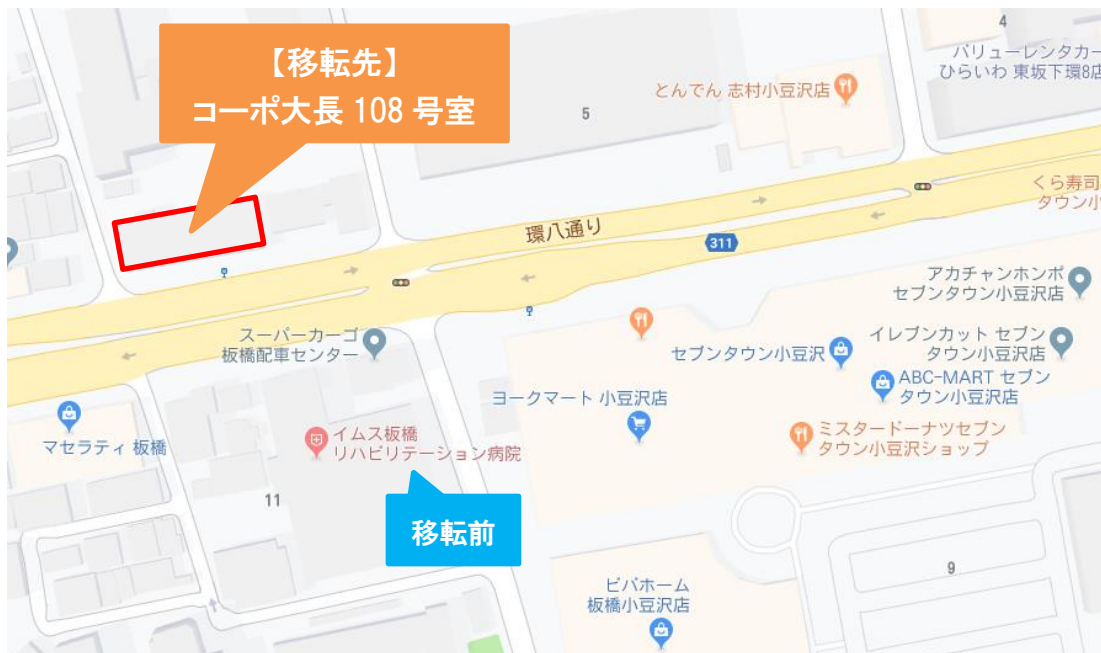 【移転先】
コーポ大長 108 号室
4
バリューレンタカー
ひらいわ 東坂下環8店
とんでん 志村小豆沢店
5
くら寿司
タウン小
環八通り
311
アカチャンホンポ
セブンタウン小豆沢店
スーパーカーゴ
板橋配車センター
セブンタウン小豆沢
イレブンカット セブン
タウン小豆沢店
ABC-MART セブン
タウン小豆沢店
ヨークマート 小豆沢店
マセラティ 板橋
イムス板橋
リハビリテーション病院
ミスタードーナツセブン
タウン小豆沢ショップ
11
移転前
9
ビバホーム
板橋小豆沢店